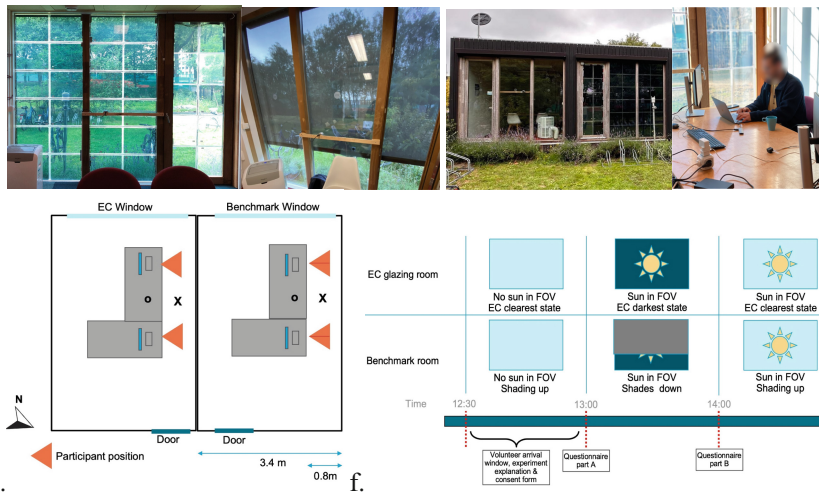 EC Window
Benchmark Window
o
X
o
X
N
Door
Door
Participant position
3.4 m
0.8m
.
f.
EC glazing room
No sun in FOV
EC clearest state
Sun in FOV
EC darkest state
Sun in FOV
EC clearest state
Benchmark room
No sun in FOV
Shading up
Sun in FOV
Shades down
Sun in FOV
Shading up
Time
12:30
13:00
14:00
Volunteer arrival
window, experiment
explanation &
consent form
Questionnaire
part A
Questionnaire
part B